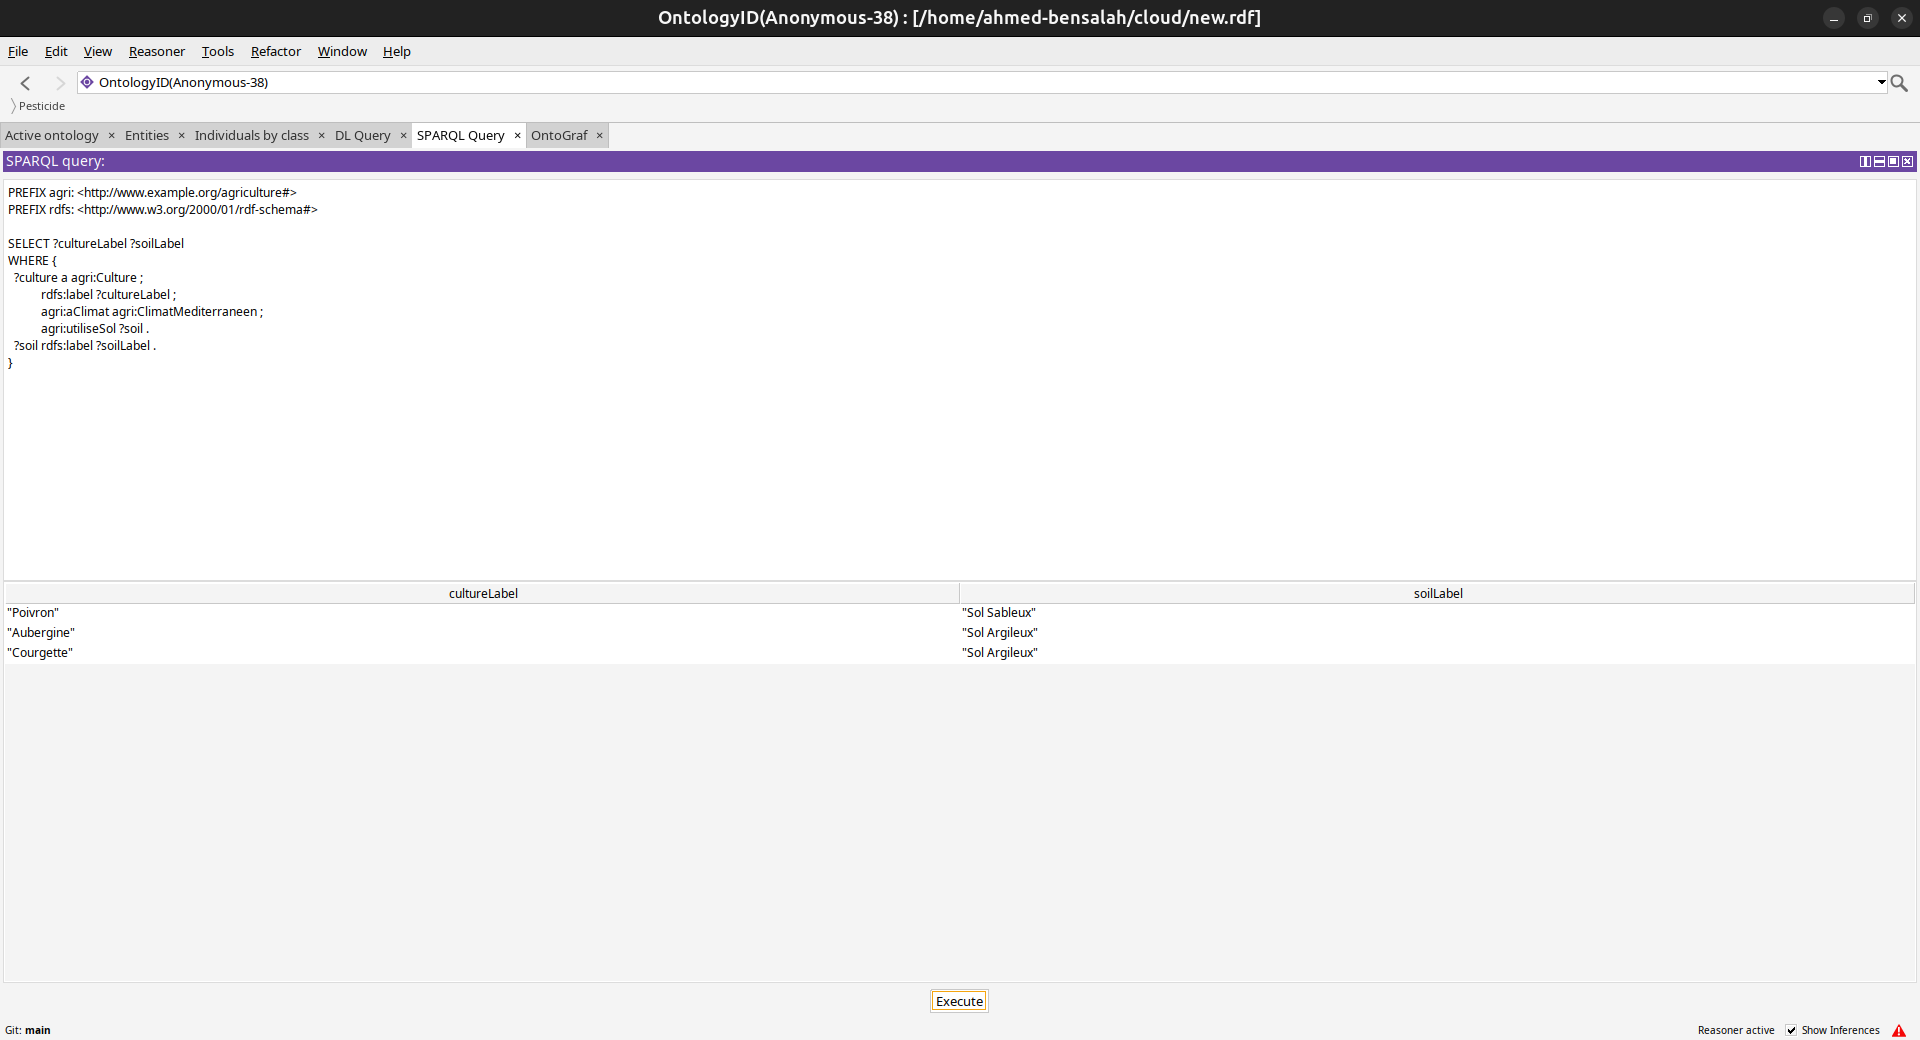 OntologyID(Anonymous-38) : [/home/ahmed-bensalah/cloud/new.rdf]
File Edit View Reasoner Tools Refactor Window Help
OntologyID(Anonymous-38)
Pesticide
Active ontology × Entities × Individuals by class × DL Query × SPARQL Query × OntoGraf ×
SPARQL query:
PREFIX agri: <http://www.example.org/agriculture#>
PREFIX rdfs: <http://www.w3.org/2000/01/rdf-schema#>
SELECT ?cultureLabel ?soilLabel
WHERE {
?culture a agri:Culture ;
rdfs:label ?cultureLabel ;
agri:aClimat agri:ClimatMediterraneen ;
agri:utiliseSol ?soil .
?soil rdfs:label ?soilLabel .
}
cultureLabel soilLabel
"Poivron" "Sol Sableux"
"Aubergine" "Sol Argileux"
"Courgette" "Sol Argileux"
Execute
Git: main Reasoner active Show Inferences